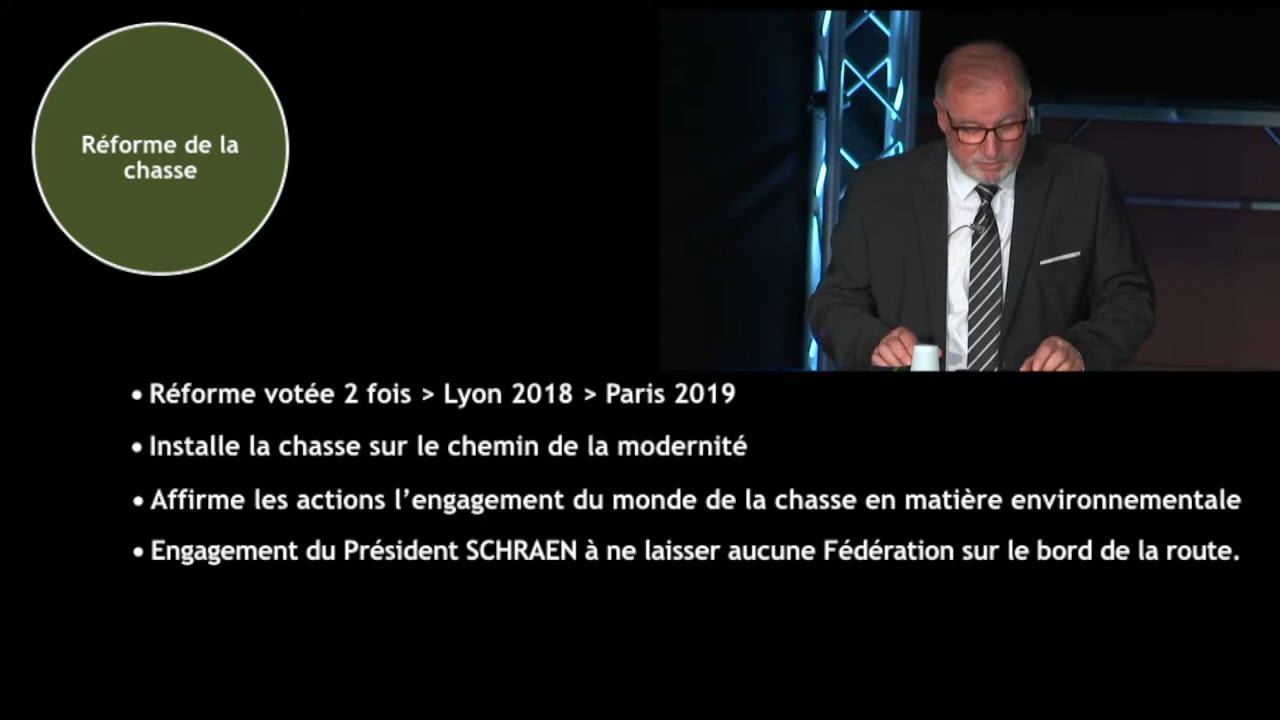 Réforme de la
chasse
• Réforme votée 2 fois > Lyon 2018 > Paris 2019
• Installe la chasse sur le chemin de la modernité
• Affirme les actions l’engagement du monde de la chasse en matière environnementale
• Engagement du Président SCHRAEN à ne laisser aucune Fédération sur le bord de la route.